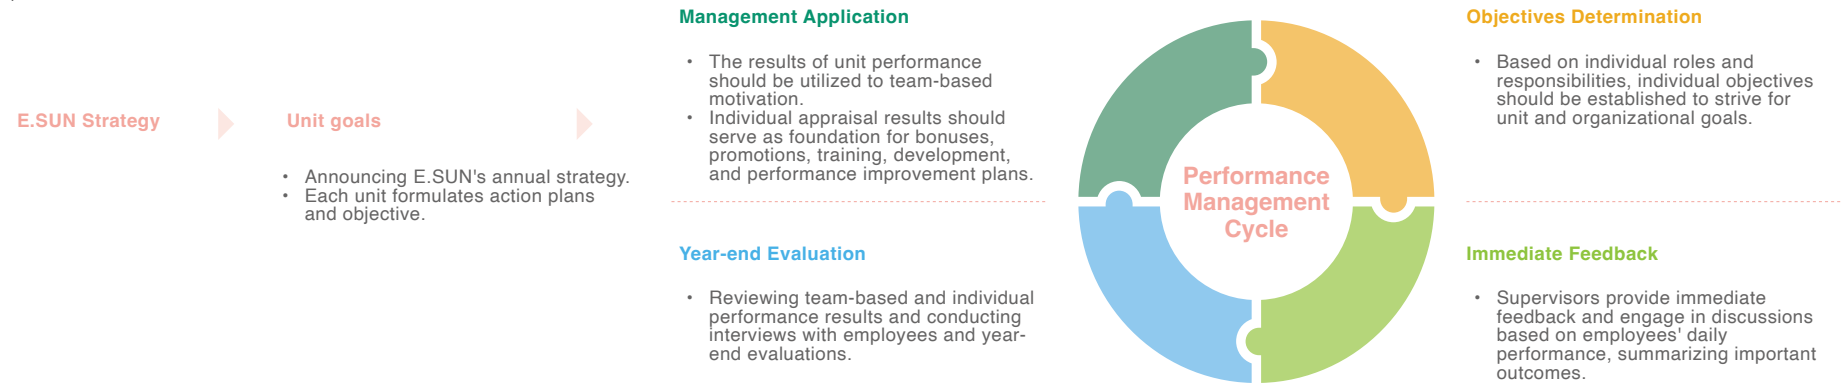 E.SUN Strategy
Unit goals
• Announcing E.SUN's annual strategy.
• Each unit formulates action plans
and objective.
Management Application
• The results of unit performance
should be utilized to team-based
motivation.
• Individual appraisal results should
serve as foundation for bonuses,
promotions, training, development,
and performance improvement plans.
Year-end Evaluation
• Reviewing team-based and individual
performance results and conducting
interviews with employees and year-
end evaluations.
Performance
Management
Cycle
Objectives Determination
• Based on individual roles and
responsibilities, individual objectives
should be established to strive for
unit and organizational goals.
Immediate Feedback
• Supervisors provide immediate
feedback and engage in discussions
based on employees' daily
performance, summarizing important
outcomes.